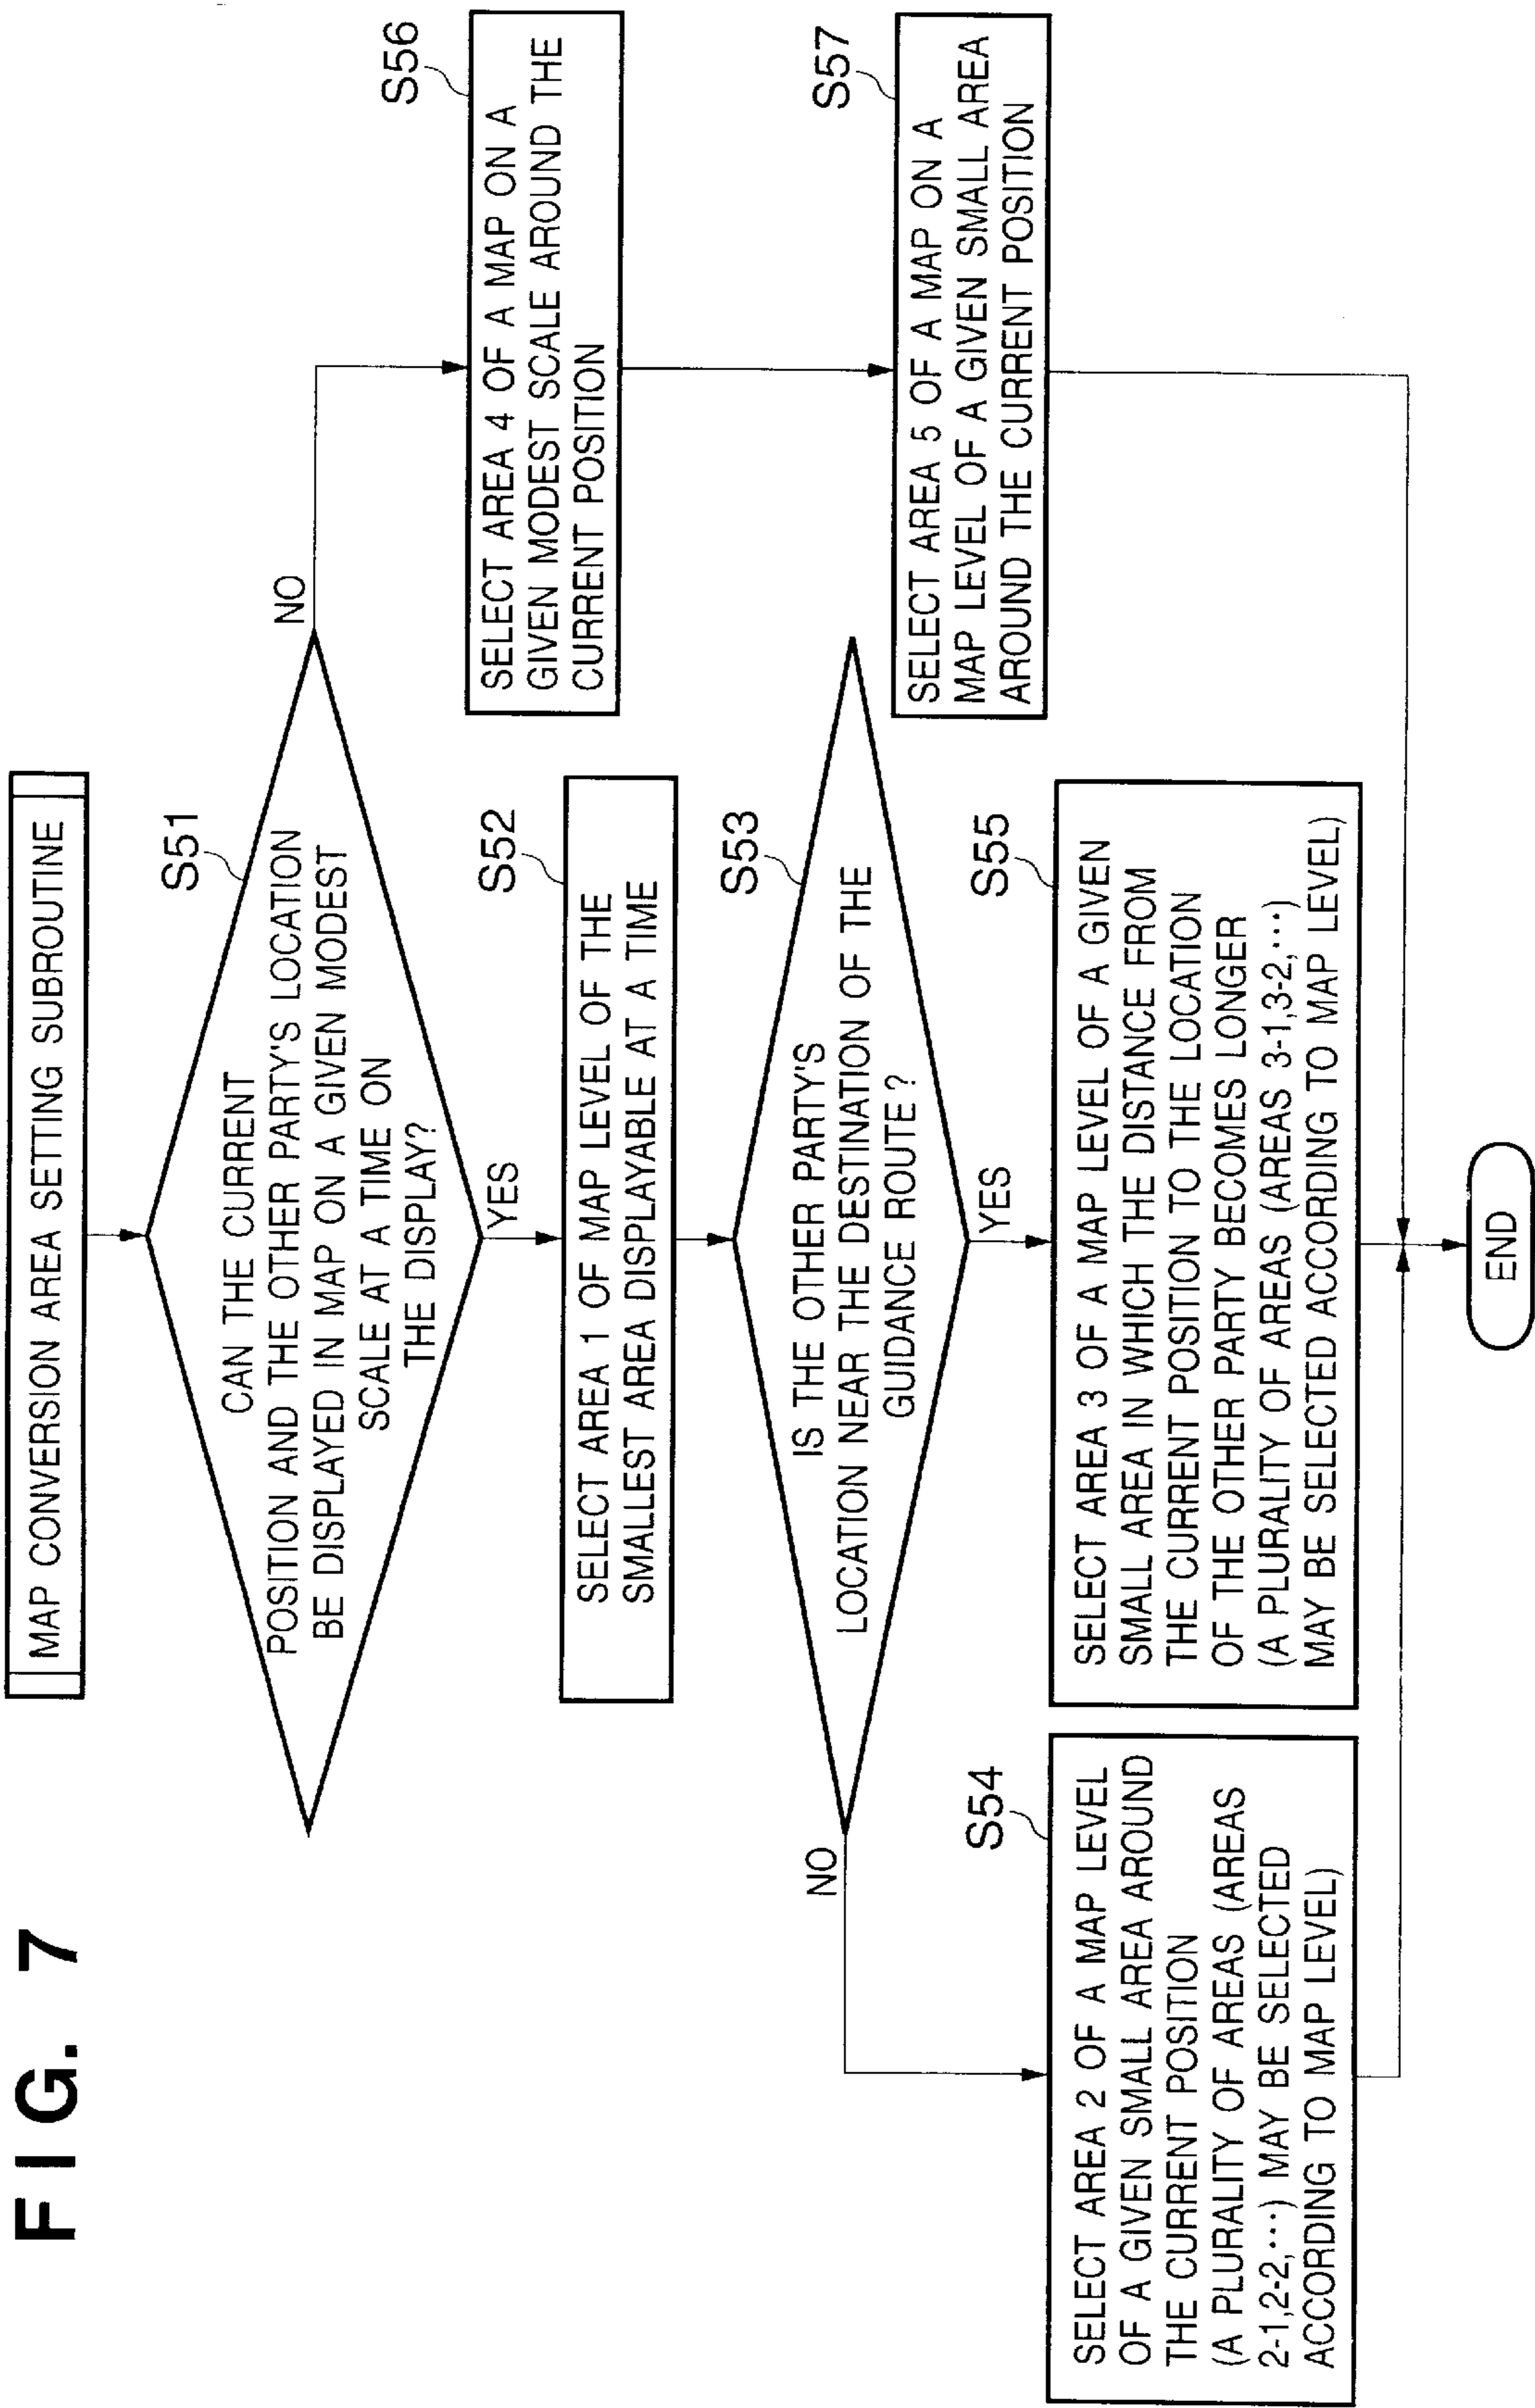 FIG. 7
MAP CONVERSION AREA SETTING SUBROUTINE
S51
CAN THE CURRENT
POSITION AND THE OTHER PARTY'S LOCATION
BE DISPLAYED IN MAP ON A GIVEN MODEST
SCALE AT A TIME ON
THE DISPLAY?
NO
YES
S52
SELECT AREA 1 OF MAP LEVEL OF THE
SMALLEST AREA DISPLAYABLE AT A TIME
S56
SELECT AREA 4 OF A MAP ON A
GIVEN MODEST SCALE AROUND THE
CURRENT POSITION
S53
IS THE OTHER PARTY'S
LOCATION NEAR THE DESTINATION OF THE
GUIDANCE ROUTE?
NO
YES
S57
SELECT AREA 5 OF A MAP ON A
MAP LEVEL OF A GIVEN SMALL AREA
AROUND THE CURRENT POSITION
S54
SELECT AREA 2 OF A MAP LEVEL
OF A GIVEN SMALL AREA AROUND
THE CURRENT POSITION
(A PLURALITY OF AREAS (AREAS
2-1,2-2,···) MAY BE SELECTED
ACCORDING TO MAP LEVEL)
S55
SELECT AREA 3 OF A MAP LEVEL OF A GIVEN
SMALL AREA IN WHICH THE DISTANCE FROM
THE CURRENT POSITION TO THE LOCATION
OF THE OTHER PARTY BECOMES LONGER
(A PLURALITY OF AREAS (AREAS 3-1,3-2,···)
MAY BE SELECTED ACCORDING TO MAP LEVEL)
END